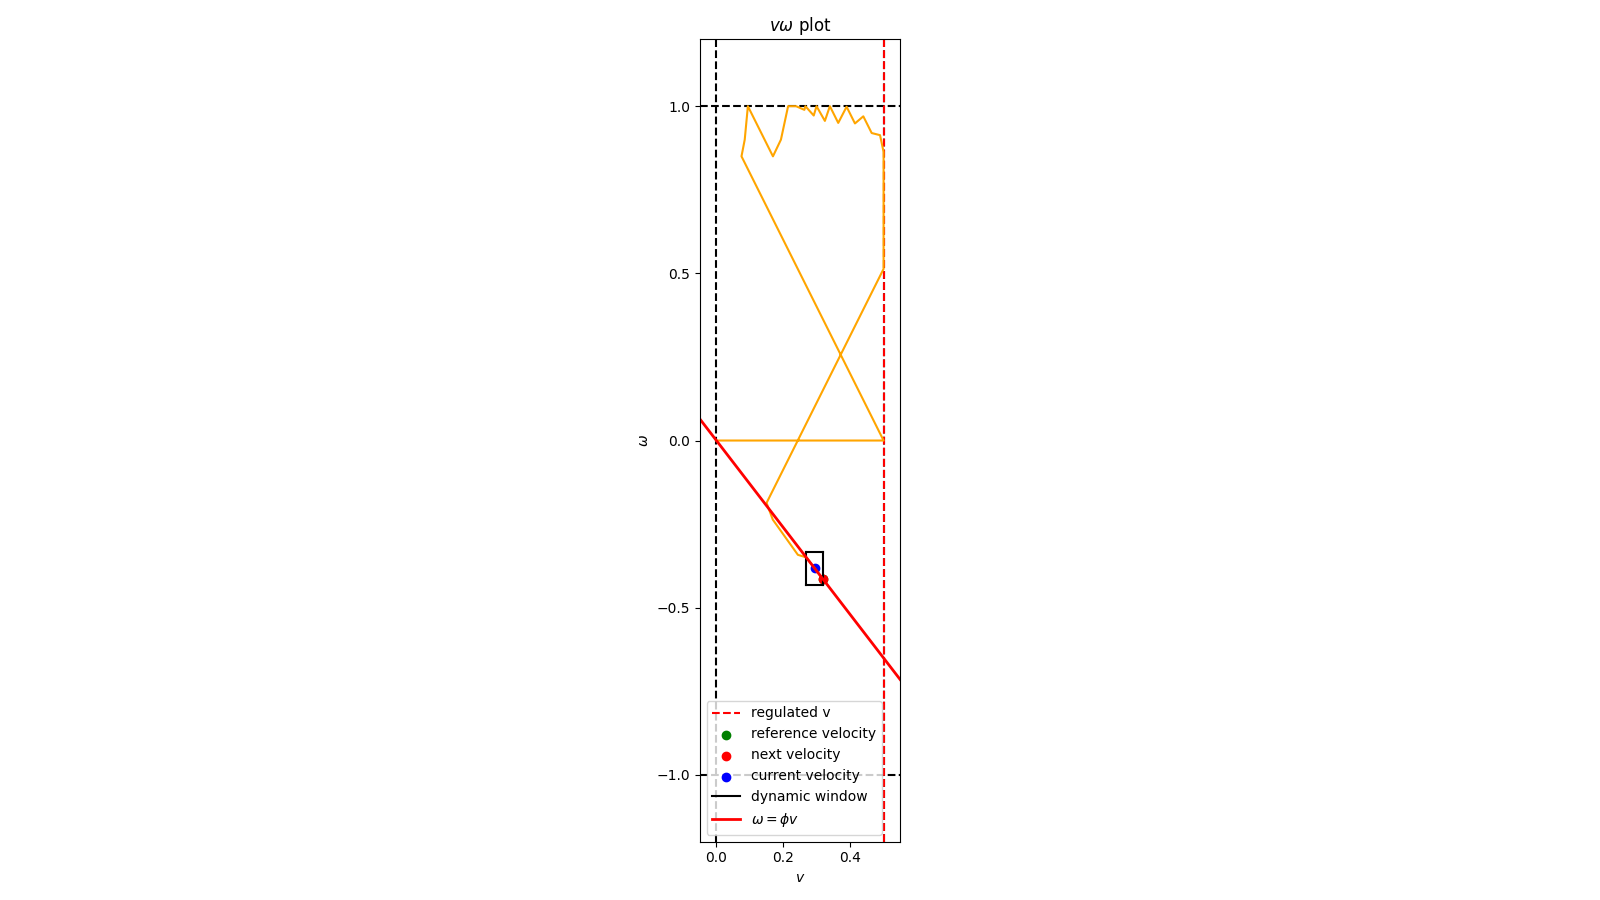 vω plot
1.0
0.5
ω
0.0
−0.5
−1.0
regulated v
reference velocity
next velocity
current velocity
dynamic window
ω = ϕv
0.0 0.2 0.4
v